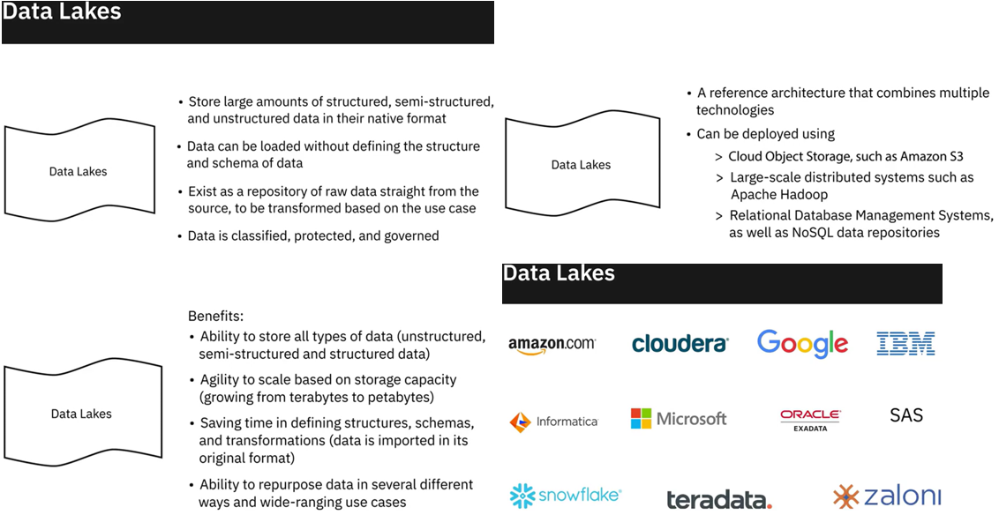 Data Lakes
Data Lakes
• Store large amounts of structured, semi-structured,
and unstructured data in their native format
• Data can be loaded without defining the structure
and schema of data
• Exist as a repository of raw data straight from the
source, to be transformed based on the use case
• Data is classified, protected, and governed
Data Lakes
• A reference architecture that combines multiple
technologies
• Can be deployed using
> Cloud Object Storage, such as Amazon S3
> Large-scale distributed systems such as
Apache Hadoop
> Relational Database Management Systems,
as well as NoSQL data repositories
Data Lakes
Benefits:
• Ability to store all types of data (unstructured,
semi-structured and structured data)
• Agility to scale based on storage capacity
(growing from terabytes to petabytes)
• Saving time in defining structures, schemas,
and transformations (data is imported in its
original format)
• Ability to repurpose data in several different
ways and wide-ranging use cases
Data Lakes
amazon.com
cloudera
Google
IBM
Informatica
Microsoft
ORACLE
EXADATA
SAS
snowflake
teradata.
zaloni